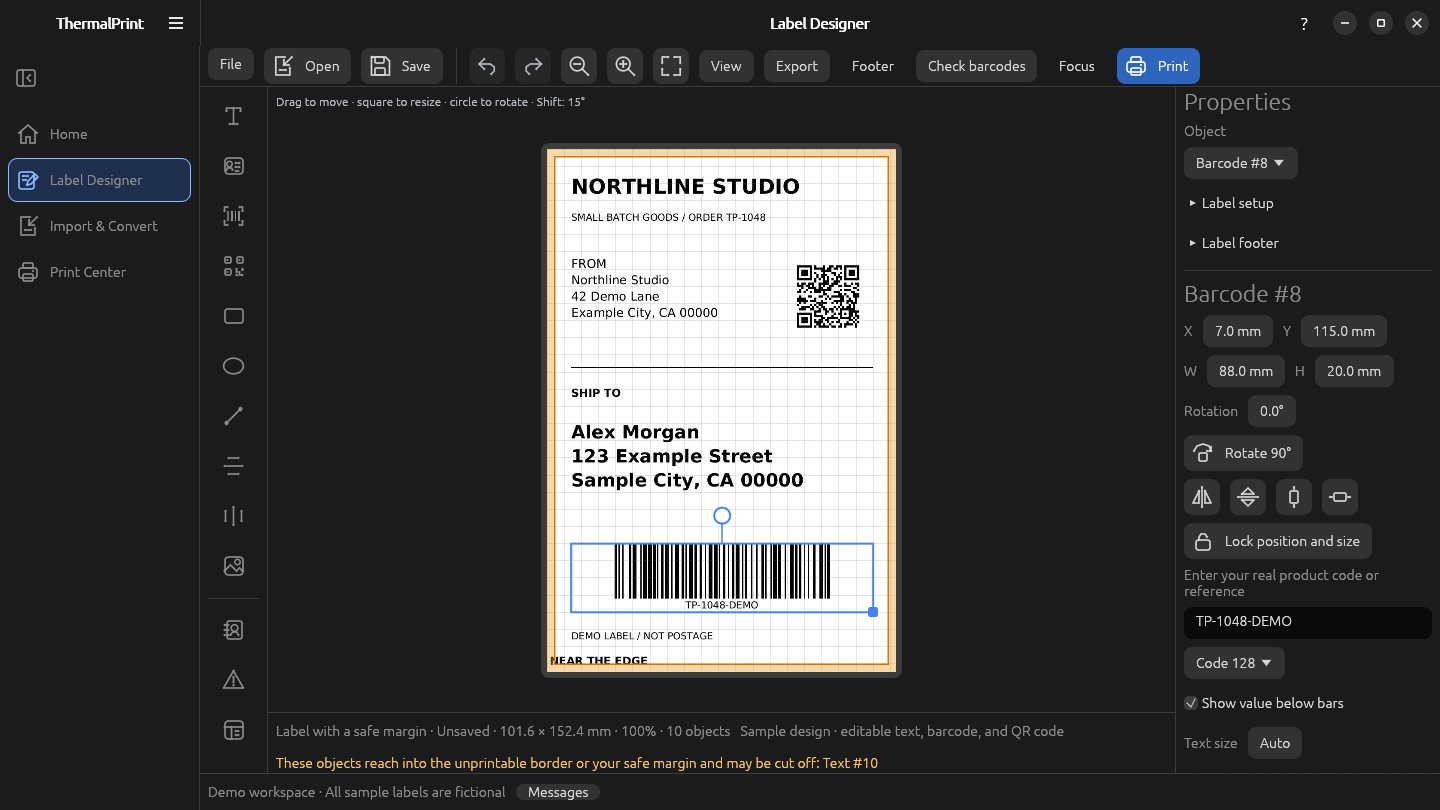 ThermalPrint
Label Designer
?
File
Open
Save
View
Export
Footer
Check barcodes
Focus
Print
Home
Label Designer
Import & Convert
Print Center
Drag to move · square to resize · circle to rotate · Shift: 15°
NORTHLINE STUDIO
SMALL BATCH GOODS / ORDER TP-1048
FROM
Northline Studio
42 Demo Lane
Example City, CA 00000
SHIP TO
Alex Morgan
123 Example Street
Sample City, CA 00000
TP-1048-DEMO
DEMO LABEL / NOT POSTAGE
NEAR THE EDGE
Label with a safe margin · Unsaved · 101.6 × 152.4 mm · 100% · 10 objects Sample design · editable text, barcode, and QR code
These objects reach into the unprintable border or your safe margin and may be cut off: Text #10
Demo workspace · All sample labels are fictional
Messages
Properties
Object
Barcode #8
Label setup
Label footer
Barcode #8
X 7.0 mm Y 115.0 mm
W 88.0 mm H 20.0 mm
Rotation 0.0°
Rotate 90°
Lock position and size
Enter your real product code or
reference
TP-1048-DEMO
Code 128
Show value below bars
Text size Auto